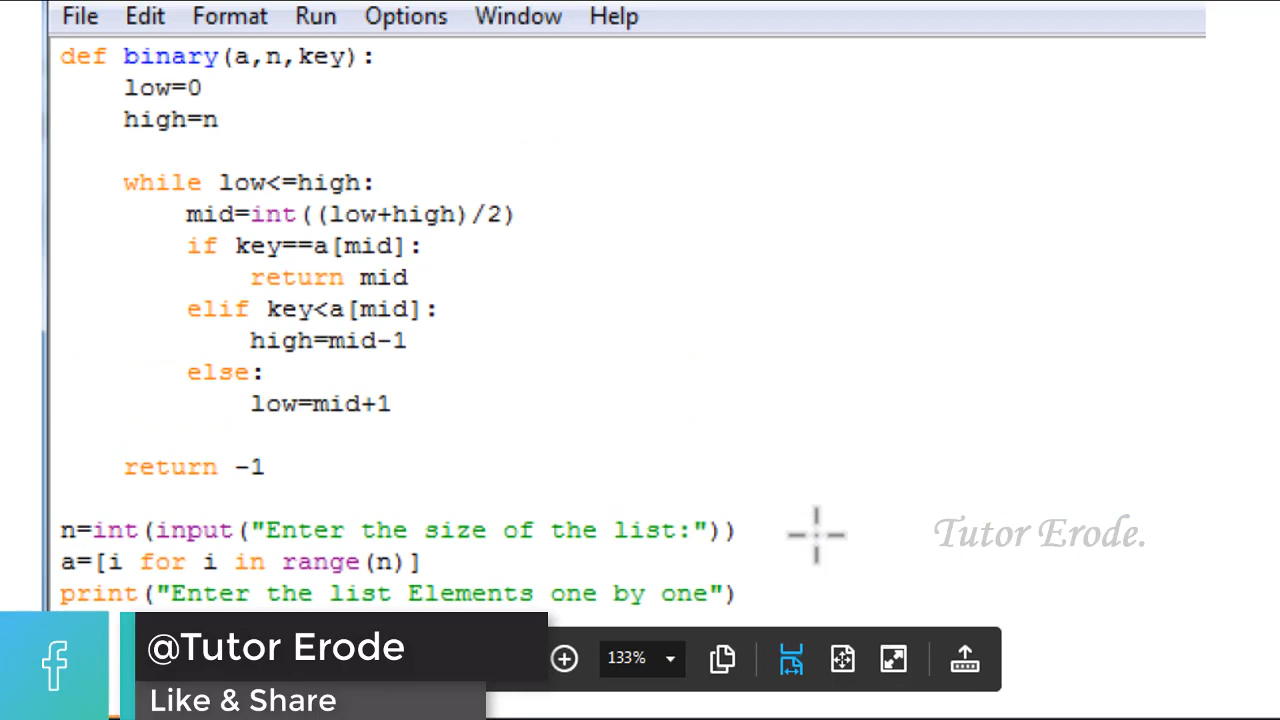 File Edit Format Run Options Window Help
def binary(a,n,key):
    low=0
    high=n
    while low<=high:
        mid=int((low+high)/2)
        if key==a[mid]:
            return mid
        elif key<a[mid]:
            high=mid-1
        else:
            low=mid+1
    return -1
n=int(input("Enter the size of the list:"))
a=[i for i in range(n)]
print("Enter the list Elements one by one")
Tutor Erode.
@Tutor Erode
Like & Share
133%